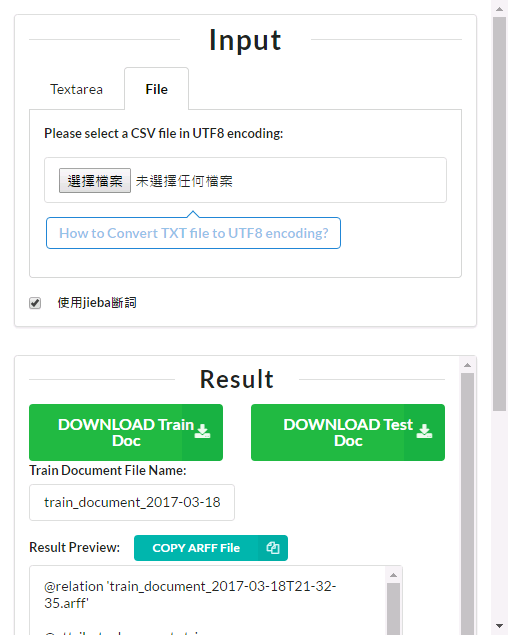 Input
Textarea
File
Please select a CSV file in UTF8 encoding:
選擇檔案 未選擇任何檔案
How to Convert TXT file to UTF8 encoding?
使用jieba斷詞
Result
DOWNLOAD Train
Doc
DOWNLOAD Test
Doc
Train Document File Name:
train_document_2017-03-18
Result Preview:
COPY ARFF File
@relation 'train_document_2017-03-18T21-32-
35.arff'